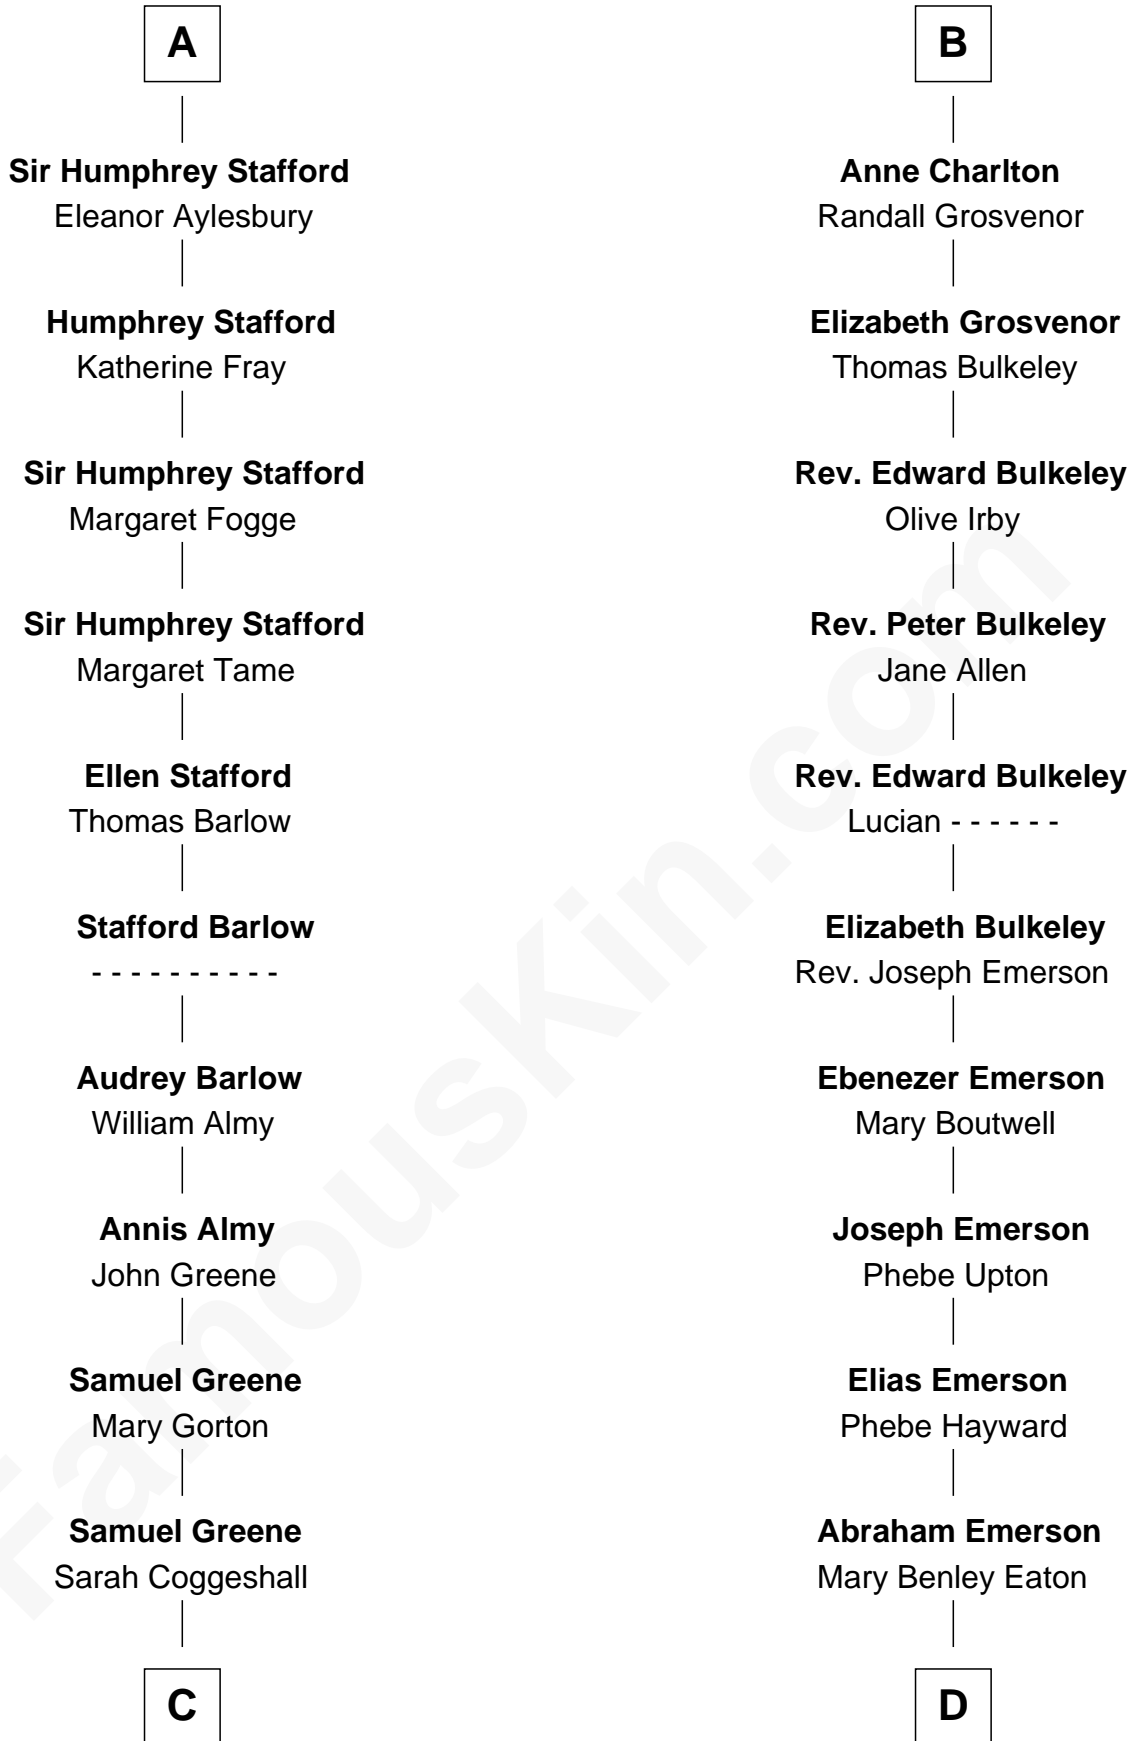 A
Sir Humphrey Stafford
Eleanor Aylesbury
Humphrey Stafford
Katherine Fray
Sir Humphrey Stafford
Margaret Fogge
Sir Humphrey Stafford
Margaret Tame
Ellen Stafford
Thomas Barlow
Stafford Barlow
- - - - - - - - - -
Audrey Barlow
William Almy
Annis Almy
John Greene
Samuel Greene
Mary Gorton
Samuel Greene
Sarah Coggeshall
C
B
Anne Charlton
Randall Grosvenor
Elizabeth Grosvenor
Thomas Bulkeley
Rev. Edward Bulkeley
Olive Irby
Rev. Peter Bulkeley
Jane Allen
Rev. Edward Bulkeley
Lucian - - - - - -
Elizabeth Bulkeley
Rev. Joseph Emerson
Ebenezer Emerson
Mary Boutwell
Joseph Emerson
Phebe Upton
Elias Emerson
Phebe Hayward
Abraham Emerson
Mary Benley Eaton
D
FamousKin.com